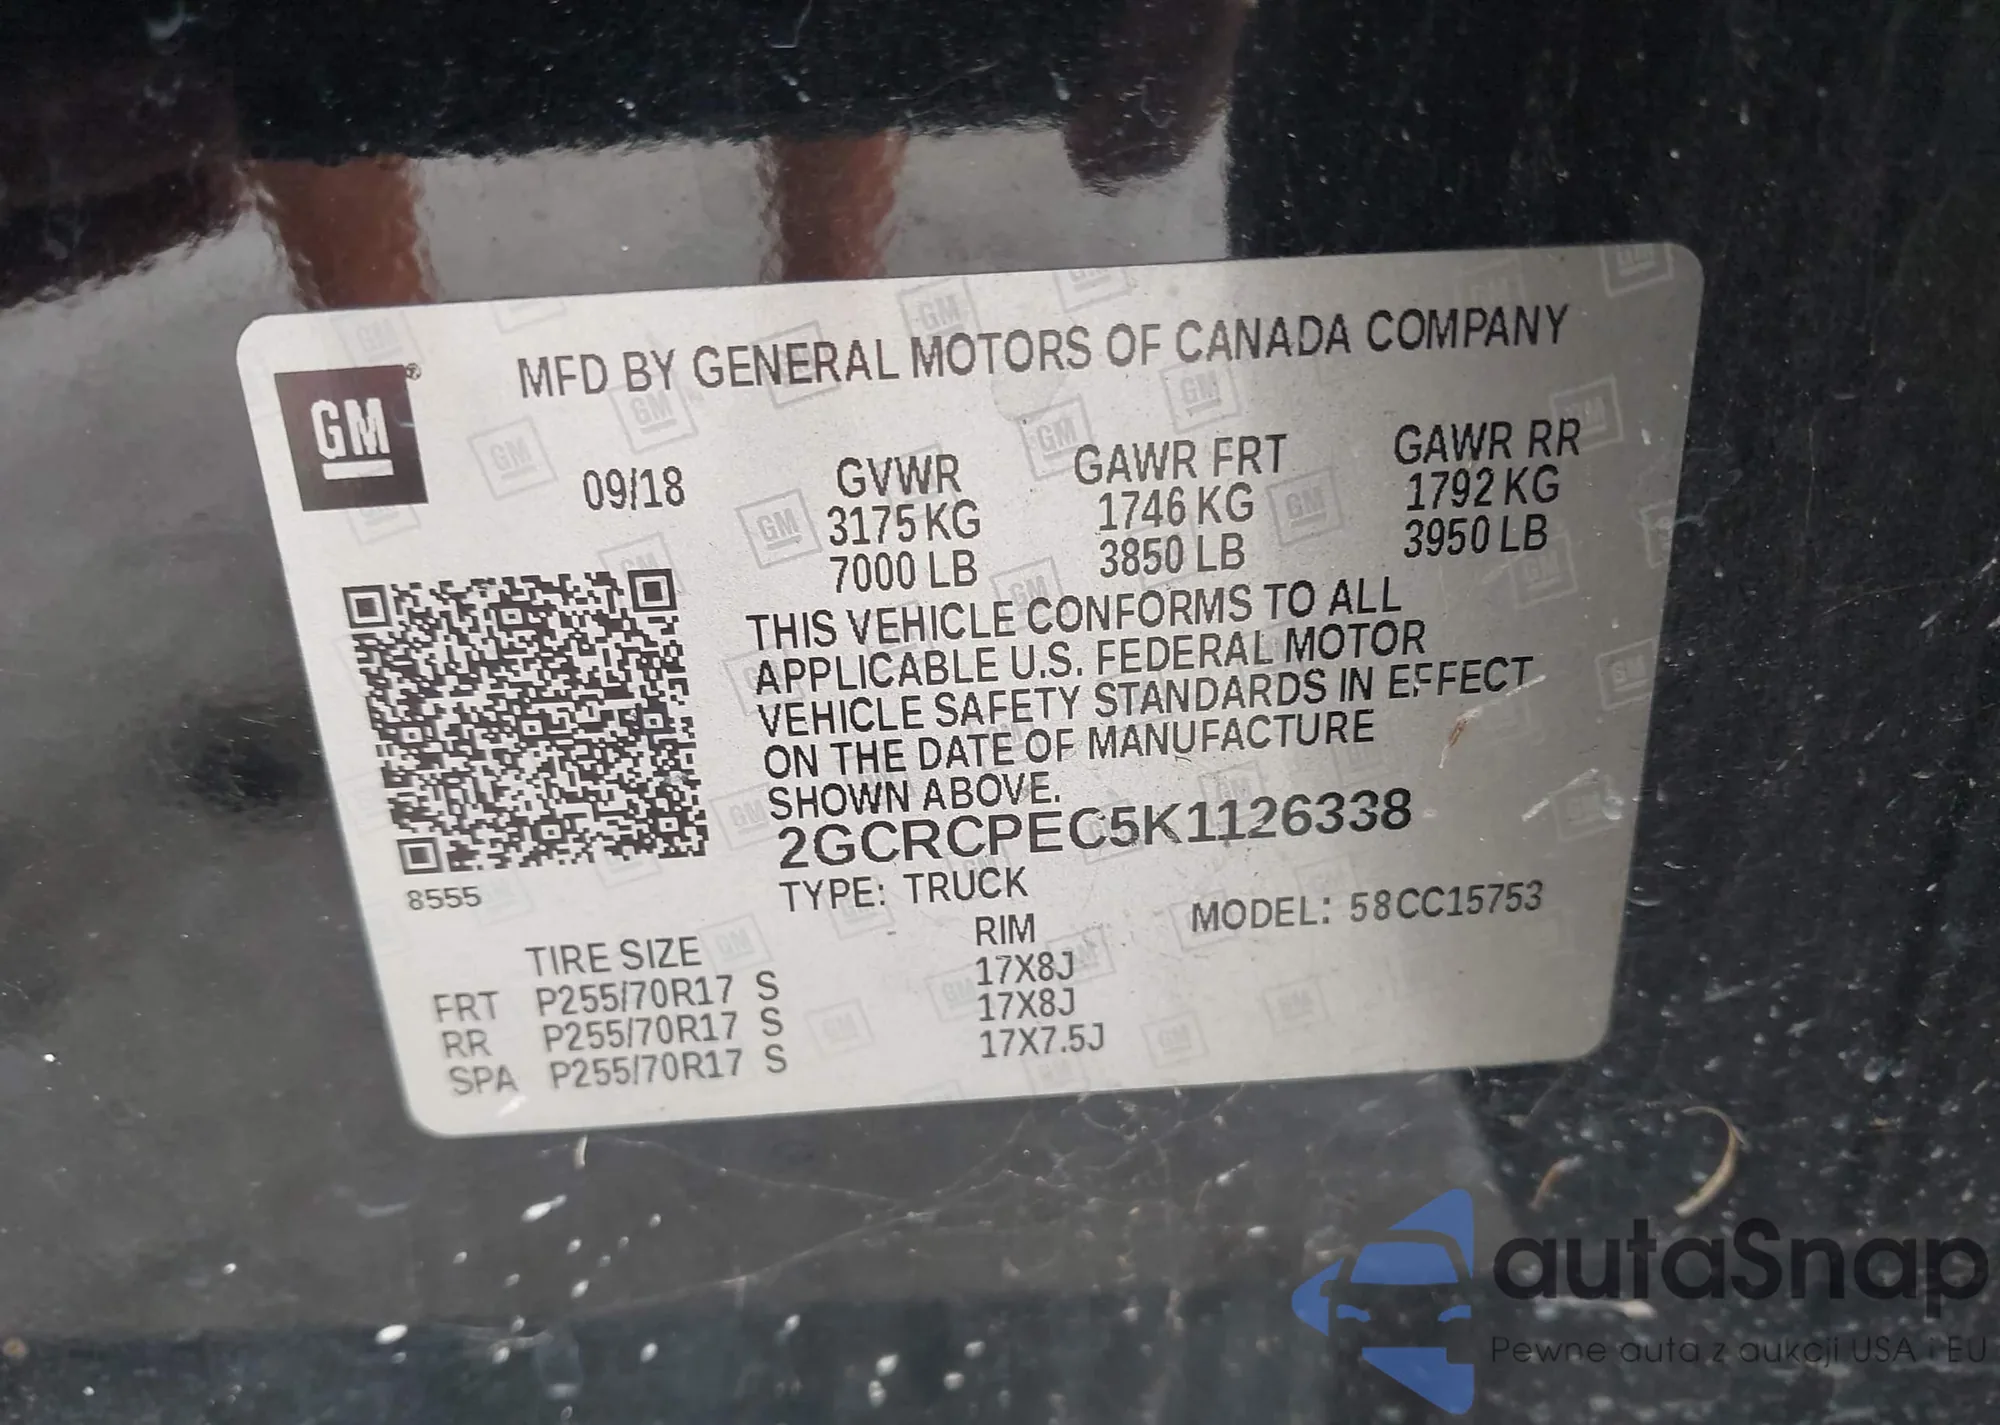 MFD BY GENERAL MOTORS OF CANADA COMPANY
GM
®
09/18
GVWR GAWR FRT GAWR RR
3175 KG 1746 KG 1792 KG
7000 LB 3850 LB 3950 LB
THIS VEHICLE CONFORMS TO ALL
APPLICABLE U.S. FEDERAL MOTOR
VEHICLE SAFETY STANDARDS IN EFFECT
ON THE DATE OF MANUFACTURE
SHOWN ABOVE.
2GCRCPEC5K1126338
8555
TYPE: TRUCK
MODEL: 58CC15753
TIRE SIZE RIM
FRT P255/70R17 S 17X8J
RR P255/70R17 S 17X8J
SPA P255/70R17 S 17X7.5J
autaSnap
Pewne auta z aukcji USA i EU